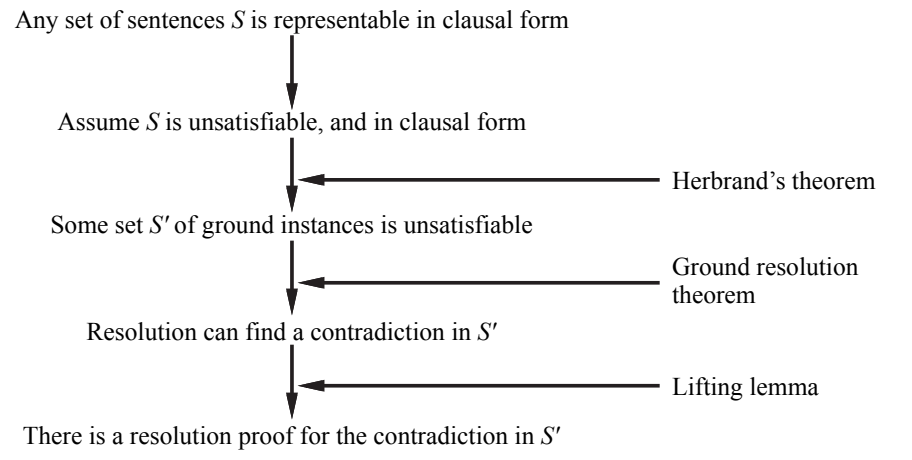 Any set of sentences S is representable in clausal form
Assume S is unsatisfiable, and in clausal form
Herbrand’s theorem
Some set S′ of ground instances is unsatisfiable
Ground resolution
theorem
Resolution can find a contradiction in S′
Lifting lemma
There is a resolution proof for the contradiction in S′